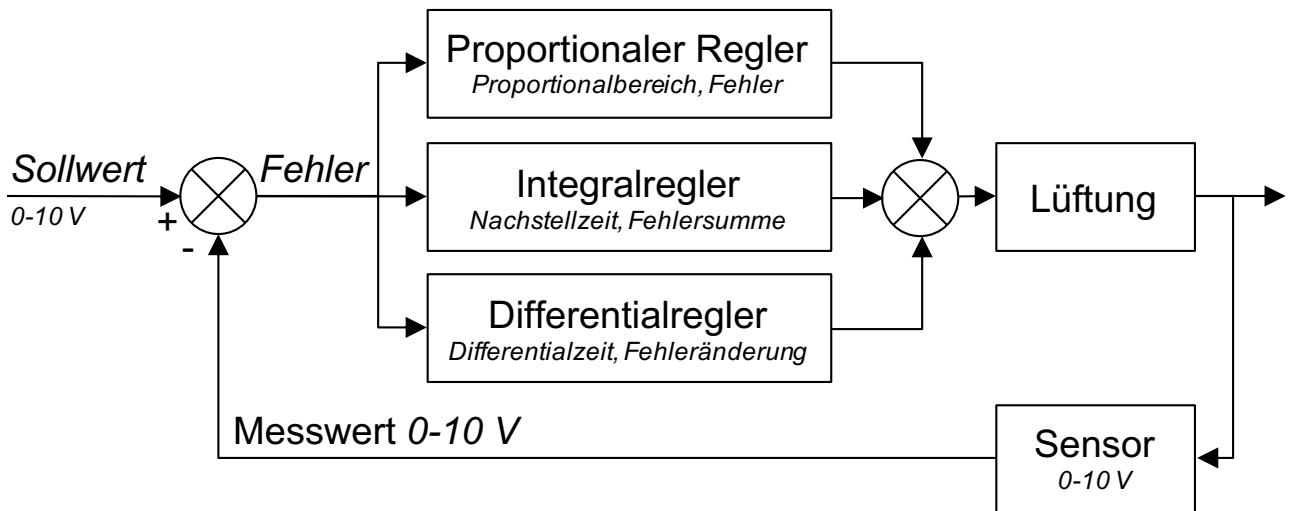 Proportionaler Regler
Proportionalbereich, Fehler
Sollwert
0-10 V
+
-
Fehler
Integralregler
Nachstellzeit, Fehlersumme
Lüftung
Differentialregler
Differentialzeit, Fehleränderung
Messwert 0-10 V
Sensor
0-10 V